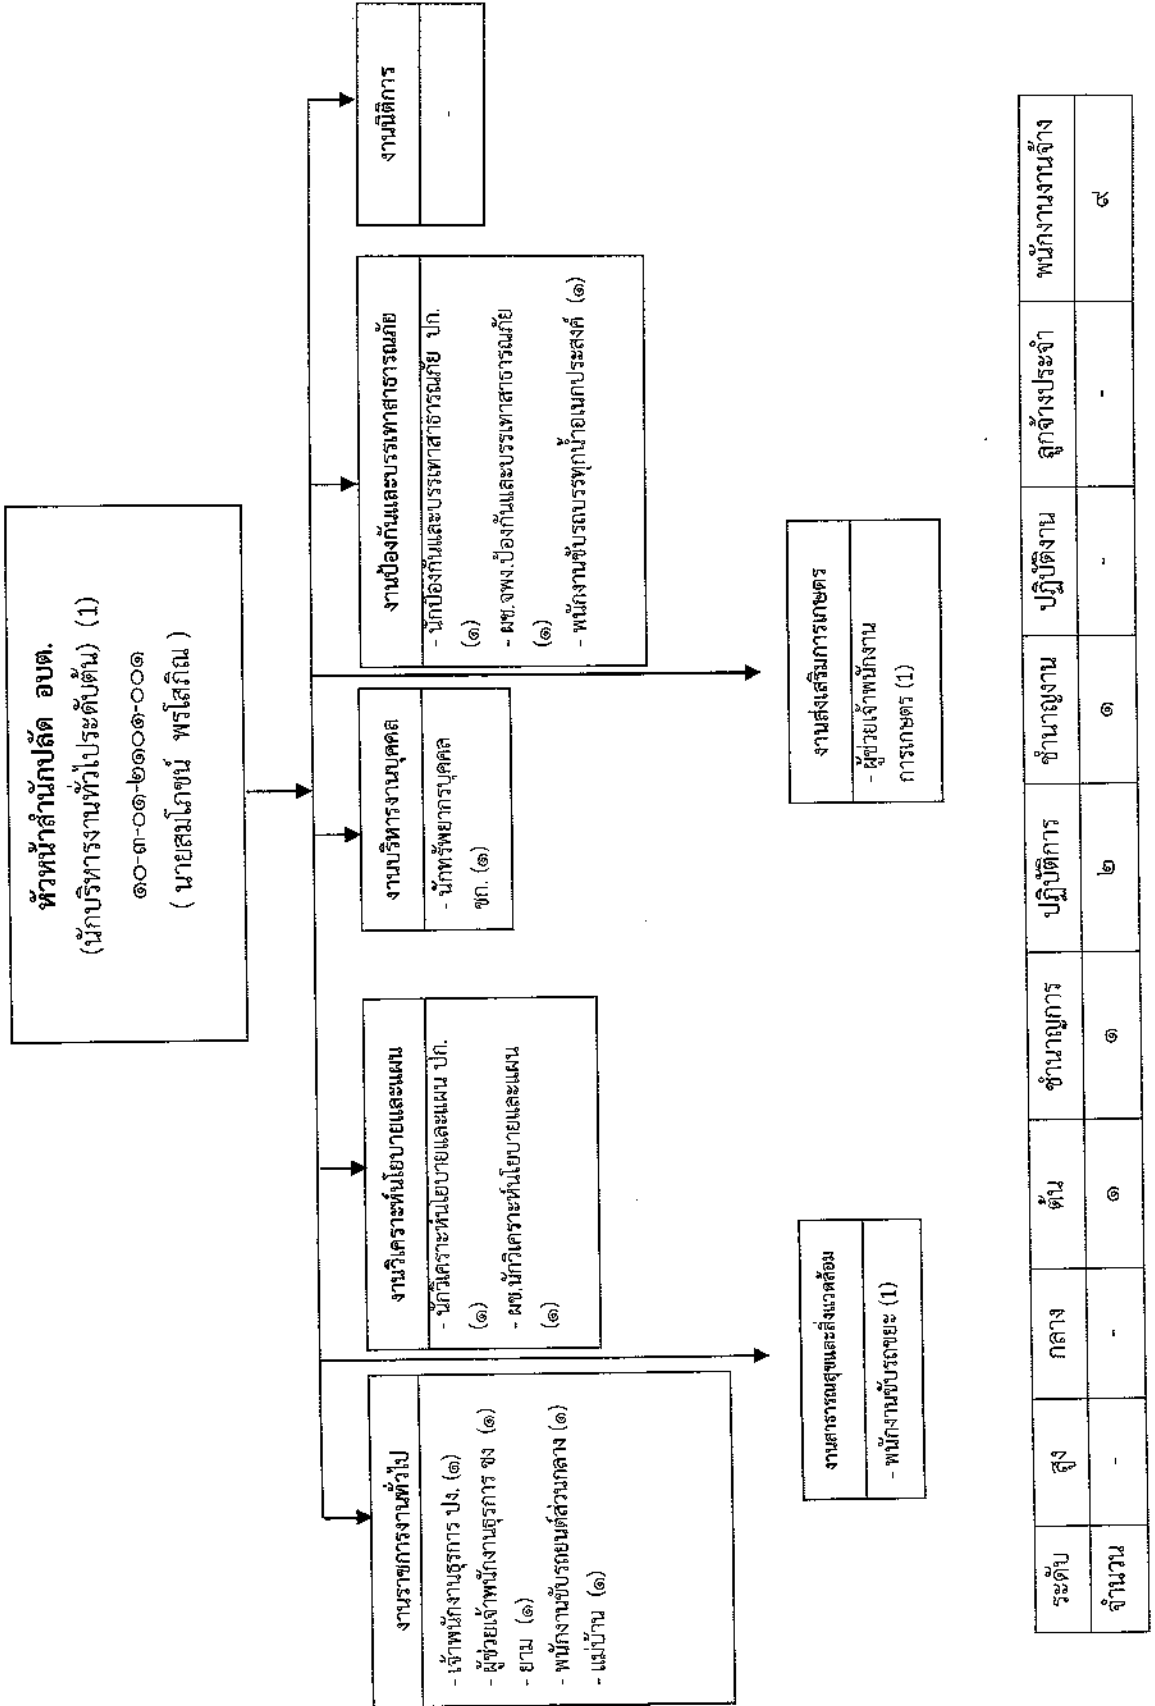 หัวหน้าสำนักปลัด อบต.
(นักบริหารงานทั่วไประดับต้น) (1)
๑๐-๓-๐๑-๒๑๐๑-๐๐๑
( นายสมโภชน์ พรโสภิณ )
งานราชการงานทั่วไป
- เจ้าพนักงานธุรการ ปง. (๑)
- ผู้ช่วยเจ้าพนักงานธุรการ ชง (๑)
- ยาม (๑)
- พนักงานขับรถยนต์ส่วนกลาง (๑)
- แม่บ้าน (๑)
งานวิเคราะห์นโยบายและแผน
- นักวิเคราะห์นโยบายและแผน ปก.
(๑)
- ผช.นักวิเคราะห์นโยบายและแผน
(๑)
งานบริหารงานบุคคล
- นักทรัพยากรบุคคล
ชก. (๑)
งานป้องกันและบรรเทาสาธารณภัย
- นักป้องกันและบรรเทาสาธารณภัย ปก.
(๑)
- ผช.จพง.ป้องกันและบรรเทาสาธารณภัย
(๑)
- พนักงานขับรถบรรทุกน้ำอเนกประสงค์ (๑)
งานนิติการ
-
งานสาธารณสุขและสิ่งแวดล้อม
- พนักงานขับรถขยะ (1)
งานส่งเสริมการเกษตร
- ผู้ช่วยเจ้าพนักงาน
การเกษตร (1)
ระดับ สูง กลาง ต้น ชำนาญการ ปฏิบัติการ ชำนาญงาน ปฏิบัติงาน ลูกจ้างประจำ พนักงานงานจ้าง
จำนวน - - ๑ ๑ ๒ ๑ - - ๙